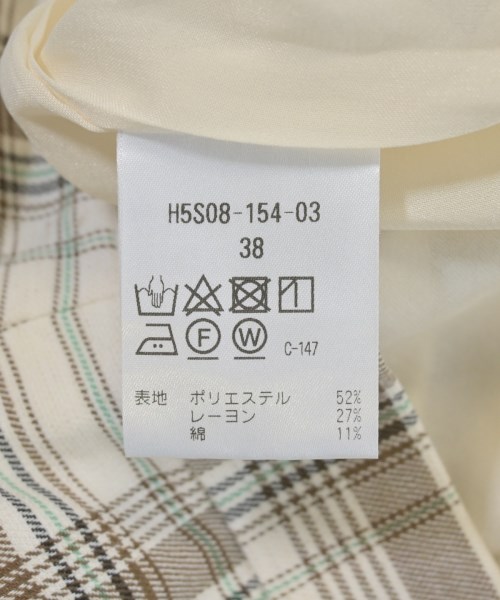 H5S08-154-03
38
F W C-147
表地 ポリエステル 52%
レーヨン 27%
綿 11%